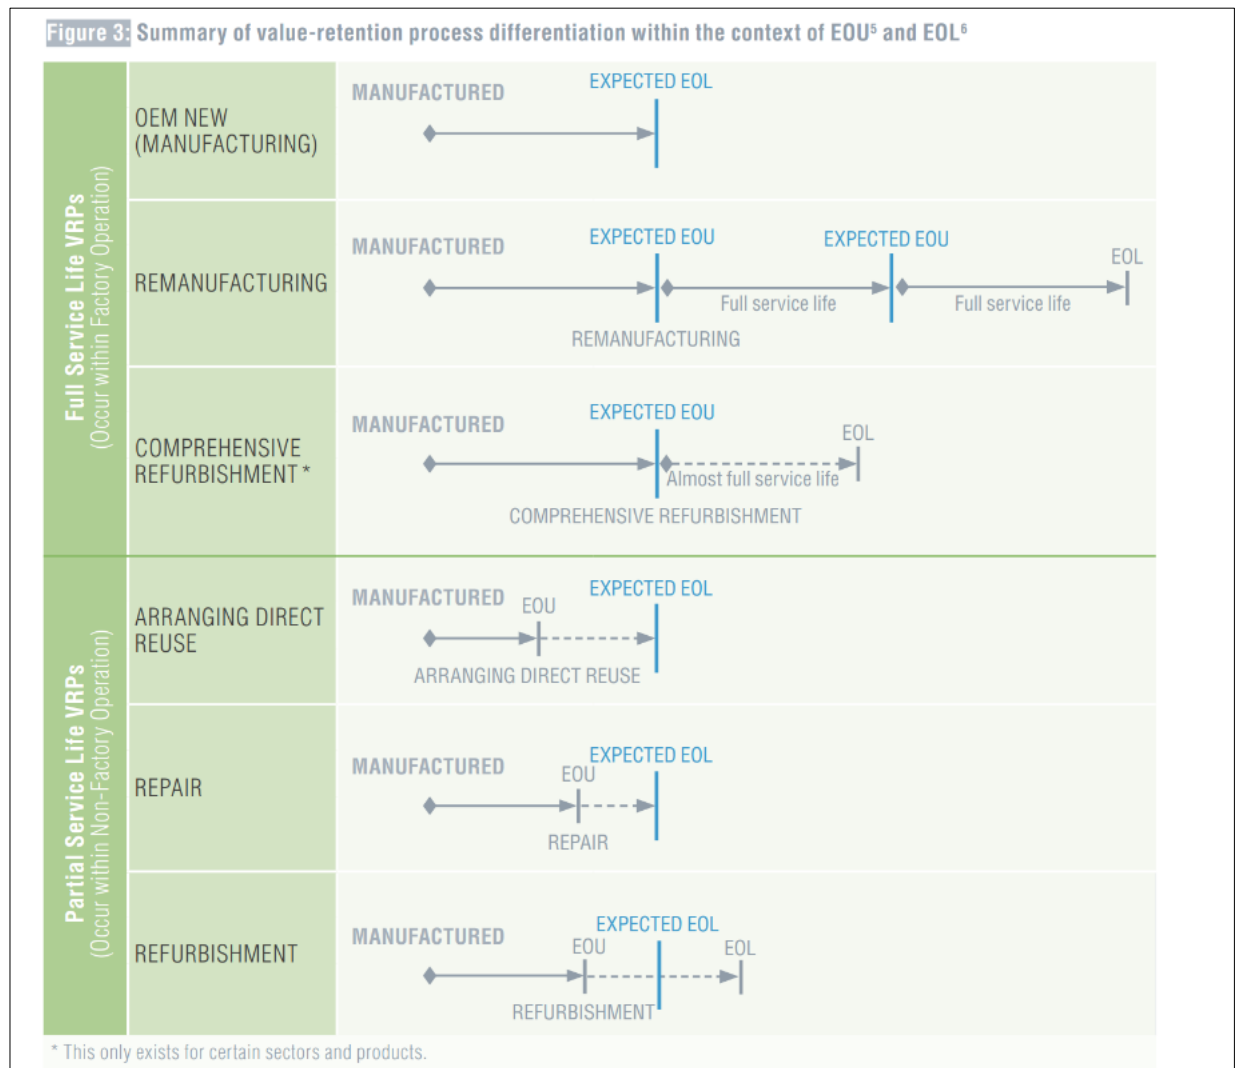 Figure 3: Summary of value-retention process differentiation within the context of EOU⁵ and EOL⁶
Full Service Life VRPs
(Occur within Factory Operation)
OEM NEW
(MANUFACTURING)
MANUFACTURED
EXPECTED EOL
REMANUFACTURING
MANUFACTURED
EXPECTED EOU
EXPECTED EOU
EOL
Full service life
Full service life
REMANUFACTURING
COMPREHENSIVE
REFURBISHMENT *
MANUFACTURED
EXPECTED EOU
EOL
Almost full service life
COMPREHENSIVE REFURBISHMENT
Partial Service Life VRPs
(Occur within Non-Factory Operation)
ARRANGING DIRECT
REUSE
MANUFACTURED
EOU
EXPECTED EOL
ARRANGING DIRECT REUSE
REPAIR
MANUFACTURED
EOU
EXPECTED EOL
REPAIR
REFURBISHMENT
MANUFACTURED
EOU
EXPECTED EOL
EOL
REFURBISHMENT
* This only exists for certain sectors and products.